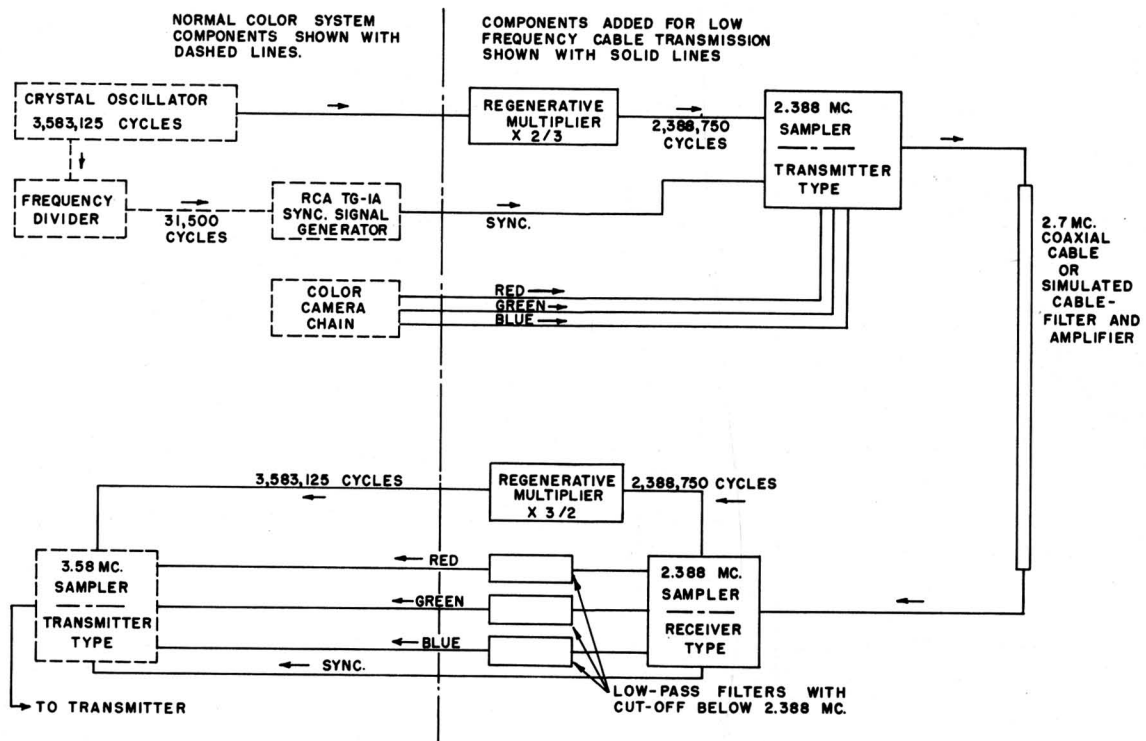 NORMAL COLOR SYSTEM
COMPONENTS SHOWN WITH
DASHED LINES.
COMPONENTS ADDED FOR LOW
FREQUENCY CABLE TRANSMISSION
SHOWN WITH SOLID LINES
CRYSTAL OSCILLATOR
3,583,125 CYCLES
REGENERATIVE
MULTIPLIER
X 2/3
2,388,750
CYCLES
2.388 MC.
SAMPLER
TRANSMITTER
TYPE
FREQUENCY
DIVIDER
31,500
CYCLES
RCA TG-1A
SYNC. SIGNAL
GENERATOR
SYNC.
COLOR
CAMERA
CHAIN
RED
GREEN
BLUE
2.7 MC.
COAXIAL
CABLE
OR
SIMULATED
CABLE-
FILTER AND
AMPLIFIER
3,583,125 CYCLES
REGENERATIVE
MULTIPLIER
X 3/2
2,388,750 CYCLES
3.58 MC.
SAMPLER
TRANSMITTER
TYPE
RED
GREEN
BLUE
SYNC.
2.388 MC.
SAMPLER
RECEIVER
TYPE
TO TRANSMITTER
LOW-PASS FILTERS WITH
CUT-OFF BELOW 2.388 MC.